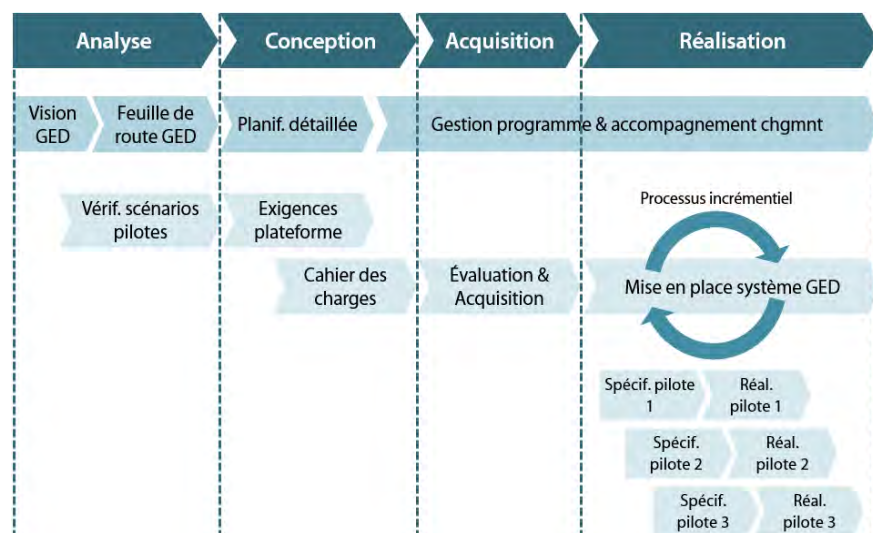 Analyse
Conception
Acquisition
Réalisation
Vision
GED
Feuille de
route GED
Planif. détaillée
Gestion programme & accompagnement chgmnt
Vérif. scénarios
pilotes
Exigences
plateforme
Processus incrémentiel
Cahier des
charges
Évaluation &
Acquisition
Mise en place système GED
Spécif. pilote
1
Réal.
pilote 1
Spécif.
pilote 2
Réal.
pilote 2
Spécif.
pilote 3
Réal.
pilote 3